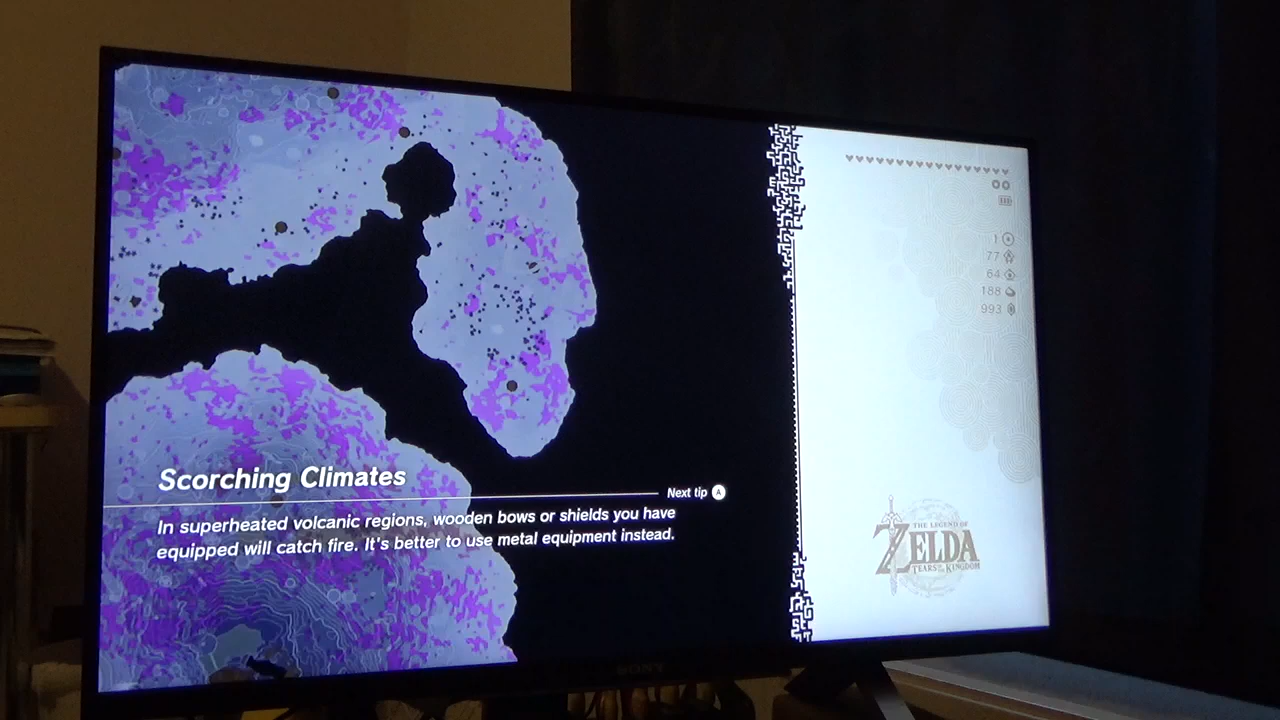 1
77
64
188
993
Scorching Climates
Next tip A
In superheated volcanic regions, wooden bows or shields you have
equipped will catch fire. It's better to use metal equipment instead.
THE LEGEND OF
ZELDA
TEARS OF THE KINGDOM
SONY